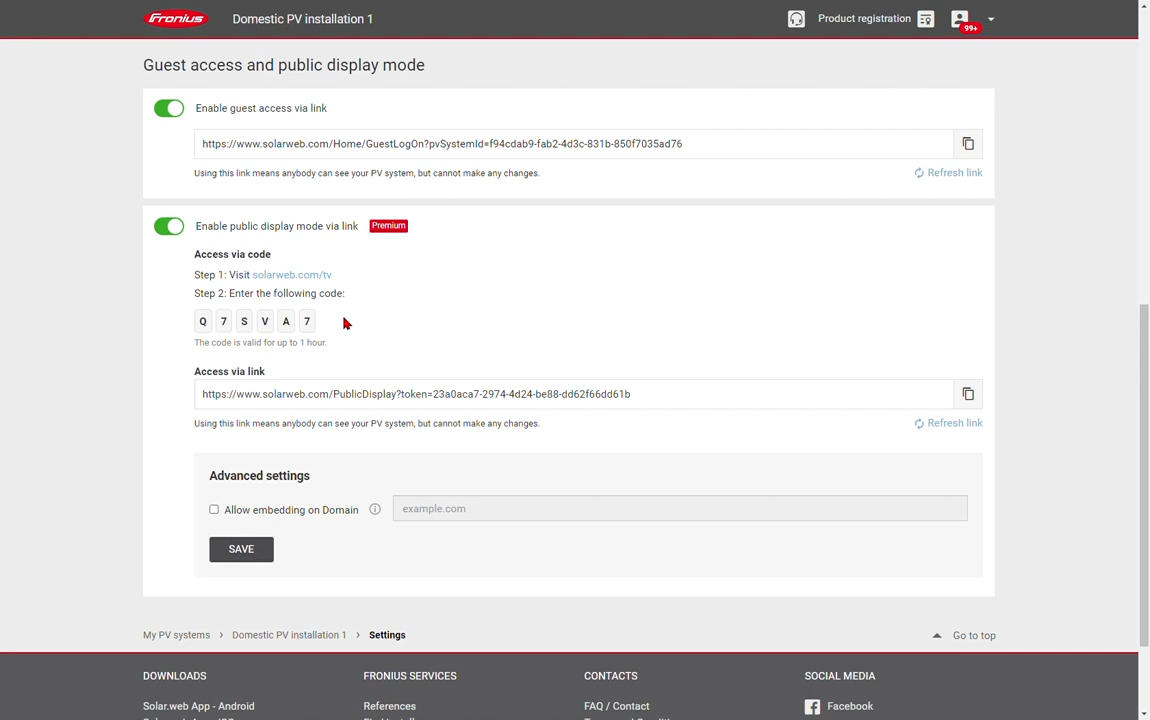 Fronius
Domestic PV installation 1
Product registration
99+
Guest access and public display mode
Enable guest access via link
https://www.solarweb.com/Home/GuestLogOn?pvSystemId=f94cdab9-fab2-4d3c-831b-850f7035ad76
Using this link means anybody can see your PV system, but cannot make any changes.
Refresh link
Enable public display mode via link Premium
Access via code
Step 1: Visit solarweb.com/tv
Step 2: Enter the following code:
Q 7 S V A 7
The code is valid for up to 1 hour.
Access via link
https://www.solarweb.com/PublicDisplay?token=23a0aca7-2974-4d24-be88-dd62f66dd61b
Using this link means anybody can see your PV system, but cannot make any changes.
Refresh link
Advanced settings
Allow embedding on Domain
example.com
SAVE
My PV systems > Domestic PV installation 1 > Settings
Go to top
DOWNLOADS
FRONIUS SERVICES
CONTACTS
SOCIAL MEDIA
Solar.web App - Android
References
FAQ / Contact
Facebook